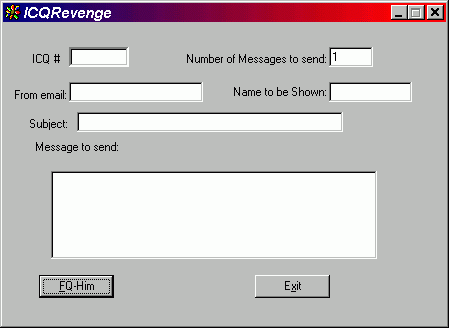 ICQRevenge
ICQ # Number of Messages to send: 1
From email: Name to be Shown:
Subject:
Message to send:
FQ-Him Exit